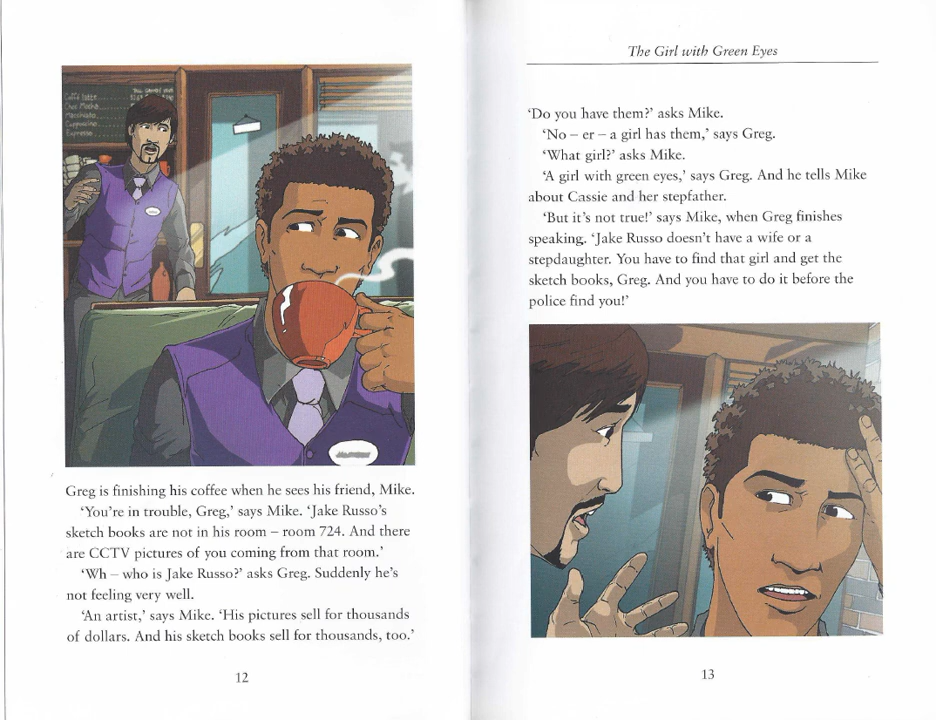 Caffè latte
Choc Mocha
Macchiato
Cappuccino
Espresso
Greg is finishing his coffee when he sees his friend, Mike.
‘You’re in trouble, Greg,’ says Mike. ‘Jake Russo’s
sketch books are not in his room – room 724. And there
are CCTV pictures of you coming from that room.’
‘Wh – who is Jake Russo?’ asks Greg. Suddenly he’s
not feeling very well.
‘An artist,’ says Mike. ‘His pictures sell for thousands
of dollars. And his sketch books sell for thousands, too.’
12
The Girl with Green Eyes
‘Do you have them?’ asks Mike.
‘No – er – a girl has them,’ says Greg.
‘What girl?’ asks Mike.
‘A girl with green eyes,’ says Greg. And he tells Mike
about Cassie and her stepfather.
‘But it’s not true!’ says Mike, when Greg finishes
speaking. ‘Jake Russo doesn’t have a wife or a
stepdaughter. You have to find that girl and get the
sketch books, Greg. And you have to do it before the
police find you!’
13